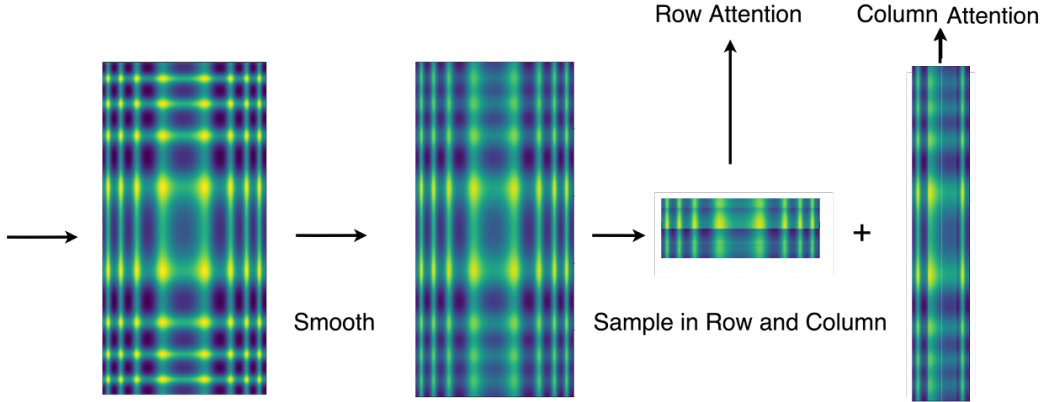 Row Attention
Column Attention
+
Smooth
Sample in Row and Column